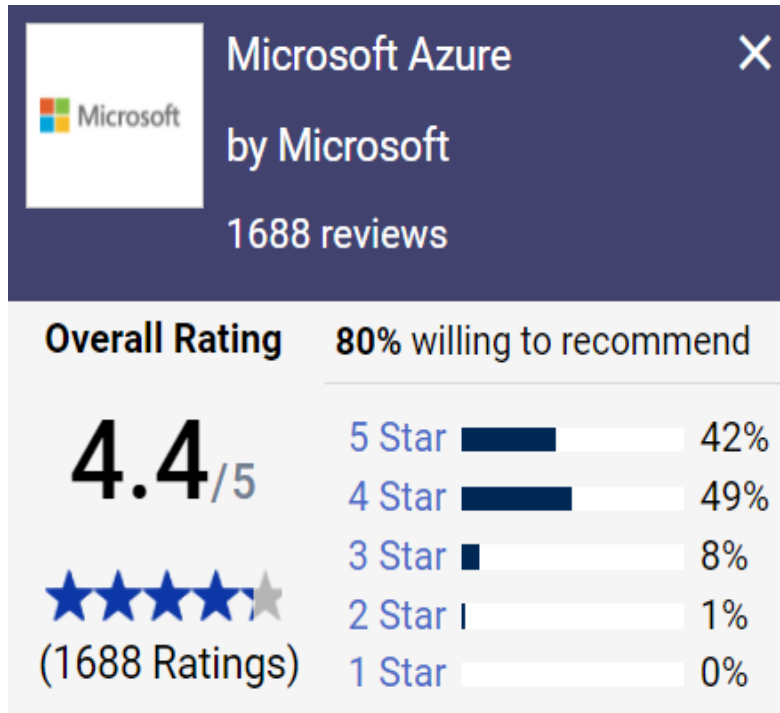 Microsoft
Microsoft Azure
by Microsoft
1688 reviews
Overall Rating
4.4/5
(1688 Ratings)
80% willing to recommend
5 Star 42%
4 Star 49%
3 Star 8%
2 Star 1%
1 Star 0%